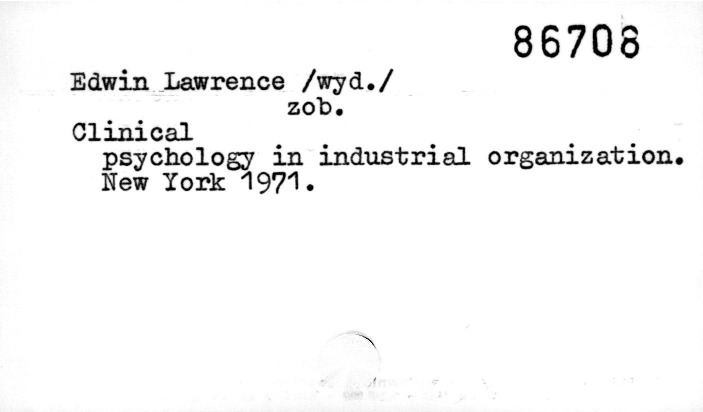 86708
Edwin Lawrence /wyd./
zob.
Clinical
psychology in industrial organization.
New York 1971.